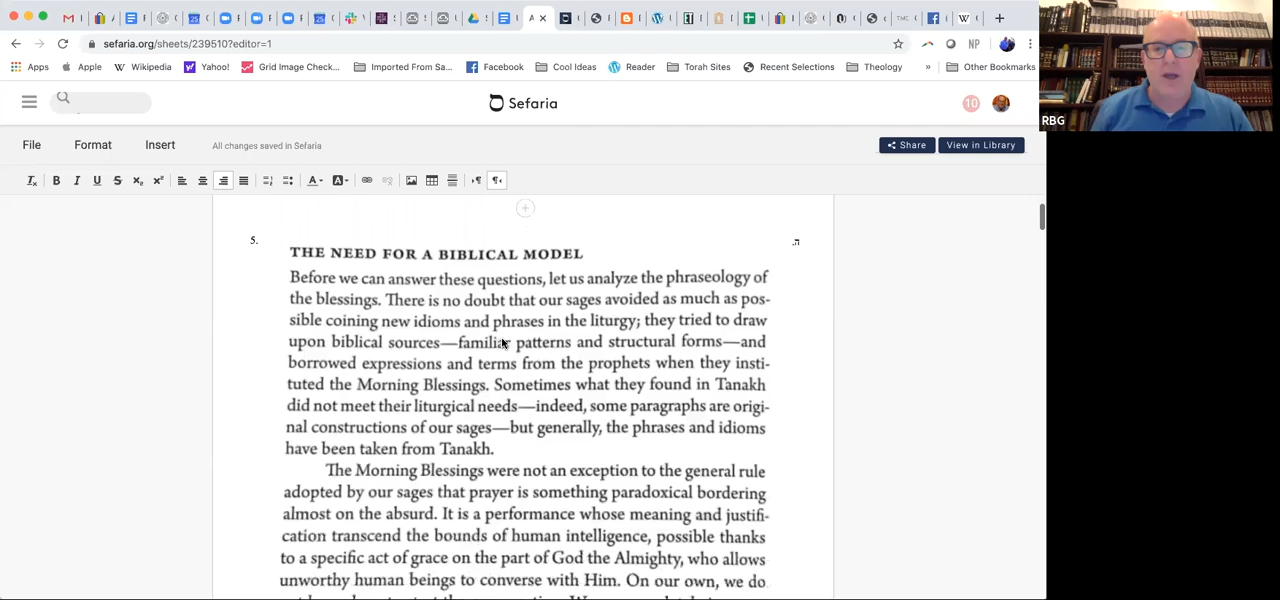 sefaria.org/sheets/239510?editor=1
NP
Apps
Apple
Wikipedia
Yahoo!
Grid Image Check...
Imported From Sa...
Facebook
Cool Ideas
Reader
Torah Sites
Recent Selections
Theology
»
Other Bookmarks
RBG
Sefaria
10
File
Format
Insert
All changes saved in Sefaria
Share
View in Library
5.
ה.
THE NEED FOR A BIBLICAL MODEL
Before we can answer these questions, let us analyze the phraseology of
the blessings. There is no doubt that our sages avoided as much as pos-
sible coining new idioms and phrases in the liturgy; they tried to draw
upon biblical sources—familiar patterns and structural forms—and
borrowed expressions and terms from the prophets when they insti-
tuted the Morning Blessings. Sometimes what they found in Tanakh
did not meet their liturgical needs—indeed, some paragraphs are origi-
nal constructions of our sages—but generally, the phrases and idioms
have been taken from Tanakh.
The Morning Blessings were not an exception to the general rule
adopted by our sages that prayer is something paradoxical bordering
almost on the absurd. It is a performance whose meaning and justifi-
cation transcend the bounds of human intelligence, possible thanks
to a specific act of grace on the part of God the Almighty, who allows
unworthy human beings to converse with Him. On our own, we do